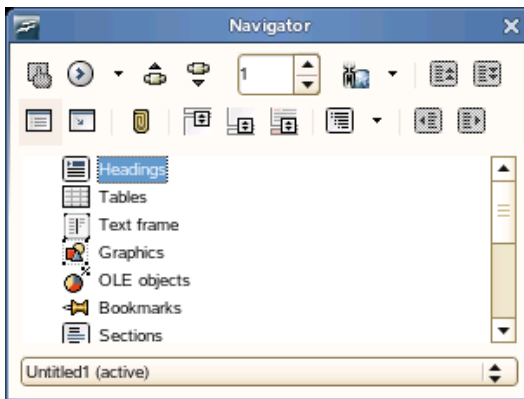 Navigator
1
Headings
Tables
Text frame
Graphics
OLE objects
Bookmarks
Sections
Untitled1 (active)